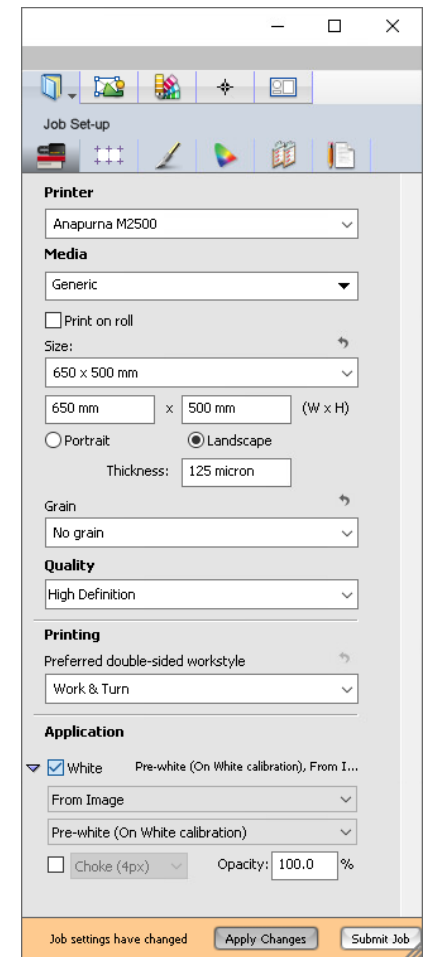 Job Set-up
Printer
Anapurna M2500
Media
Generic
Print on roll
Size:
650 x 500 mm
650 mm x 500 mm (W x H)
Portrait Landscape
Thickness: 125 micron
Grain
No grain
Quality
High Definition
Printing
Preferred double-sided workstyle
Work & Turn
Application
White Pre-white (On White calibration), From I...
From Image
Pre-white (On White calibration)
Choke (4px) Opacity: 100.0 %
Job settings have changed Apply Changes Submit Job